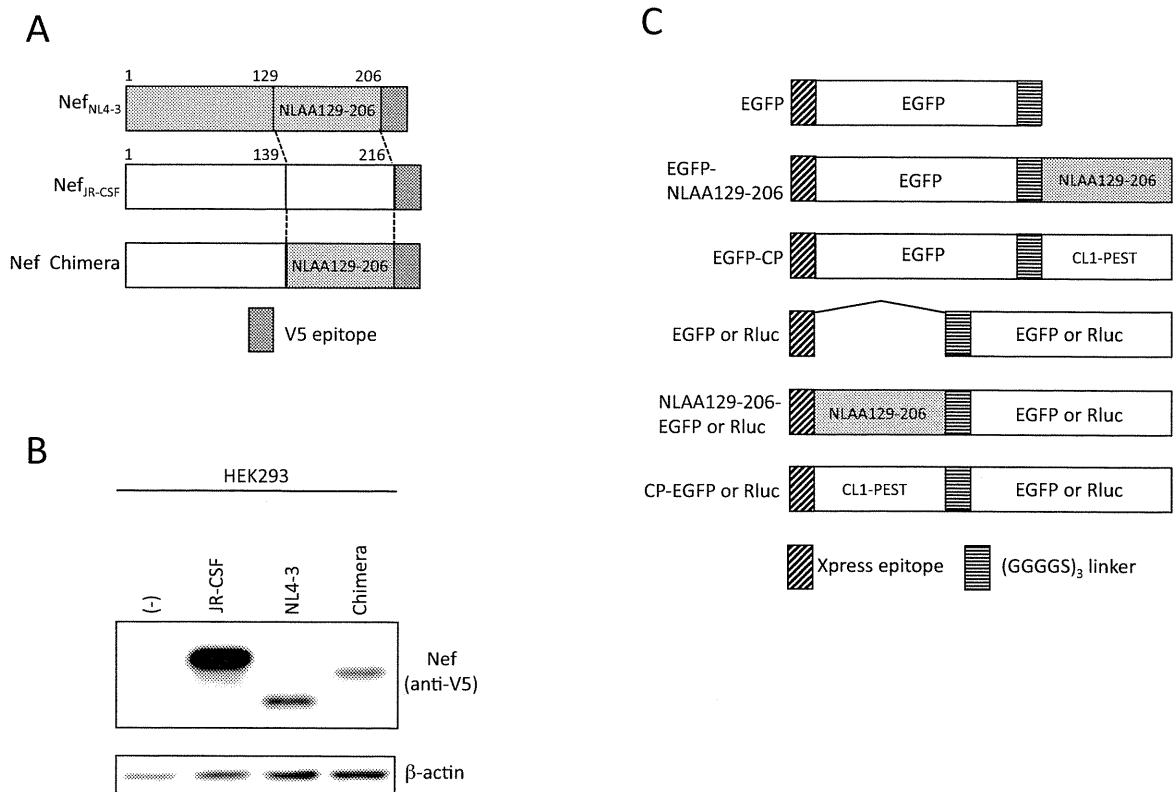 A
1 129 206
Nef NL4-3
NLAA129-206
1 139 216
Nef JR-CSF
Nef Chimera
NLAA129-206
V5 epitope
B
HEK293
(-)
JR-CSF
NL4-3
Chimera
Nef
(anti-V5)
β-actin
C
EGFP
EGFP
EGFP-
NLAA129-206
EGFP
NLAA129-206
EGFP-CP
EGFP
CL1-PEST
EGFP or Rluc
EGFP or Rluc
NLAA129-206-
EGFP or Rluc
NLAA129-206
EGFP or Rluc
CP-EGFP or Rluc
CL1-PEST
EGFP or Rluc
Xpress epitope
(GGGGS)3 linker